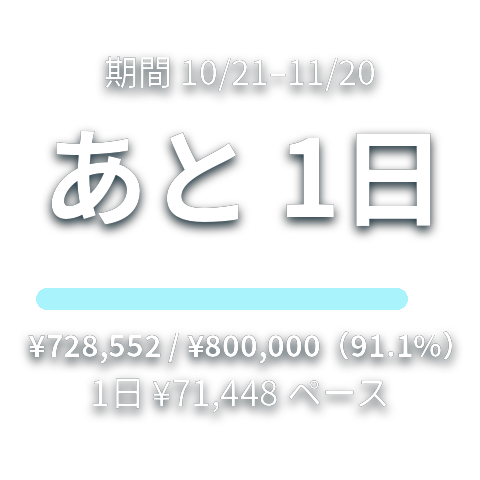 期間 10/21–11/20
あと 1日
¥728,552 / ¥800,000（91.1%）
1日 ¥71,448 ペース